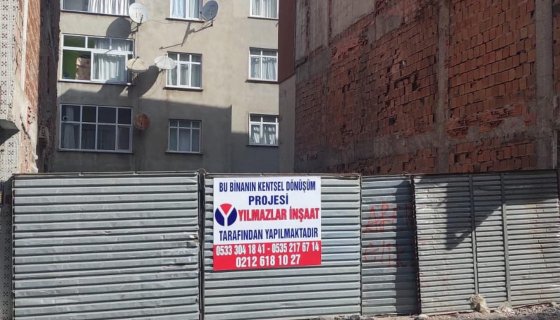 BU BİNANIN KENTSEL DÖNÜŞÜM
PROJESİ
YILMAZLAR İNŞAAT
TARAFINDAN YAPILMAKTADIR
0533 304 18 41 - 0535 217 67 14
0212 618 10 27